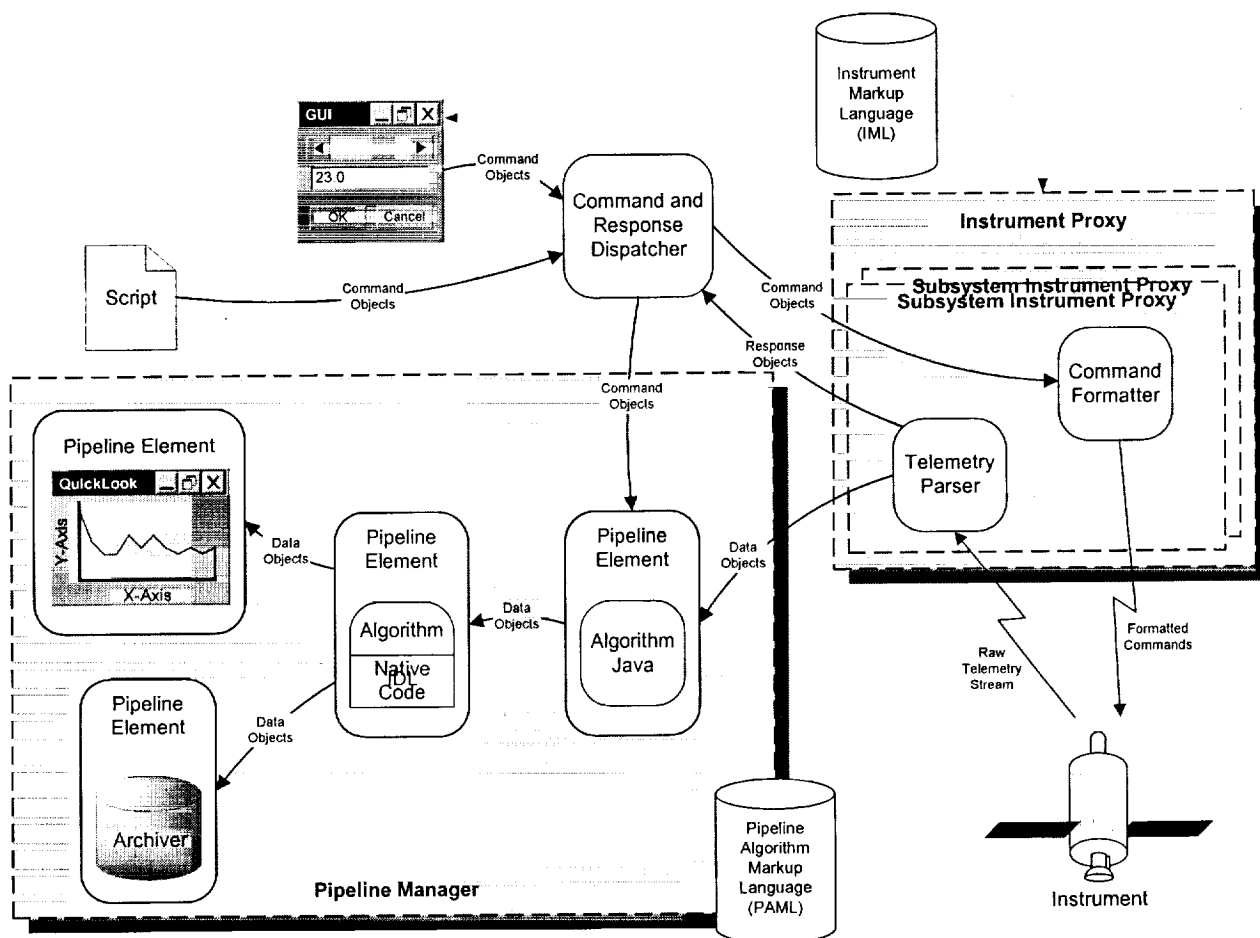 Instrument
Markup
Language
(IML)
GUI
23.0
OK
Cancel
Command
Objects
Command and
Response
Dispatcher
Instrument Proxy
Script
Command
Objects
Command
Objects
Subsystem Instrument Proxy
Subsystem Instrument Proxy
Response
Objects
Command
Formatter
Command
Objects
Pipeline Element
QuickLook
Y-Axis
X-Axis
Telemetry
Parser
Data
Objects
Pipeline
Element
Pipeline
Element
Data
Objects
Data
Objects
Algorithm
Native
IDL
Code
Algorithm
Java
Formatted
Commands
Raw
Telemetry
Stream
Pipeline
Element
Data
Objects
Archiver
Pipeline
Algorithm
Markup
Language
(PAML)
Pipeline Manager
Instrument